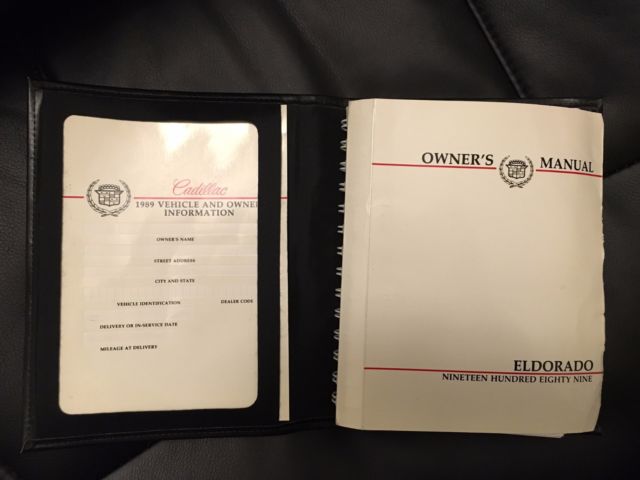 Cadillac
1989 VEHICLE AND OWNE
INFORMATION
OWNER'S NAME
STREET ADDRESS
CITY AND STATE
VEHICLE IDENTIFICATION DEALER CODE
DELIVERY OR IN-SERVICE DATE
MILEAGE AT DELIVERY
OWNER'S MANUAL
ELDORADO
NINETEEN HUNDRED EIGHTY NINE